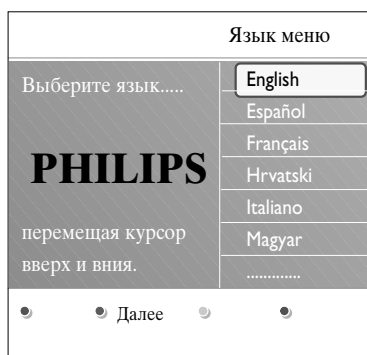 Язык меню
Выберите язык.....
PHILIPS
перемещая курсор
вверх и вния.
English
Español
Français
Hrvatski
Italiano
Magyar
.............
Далее